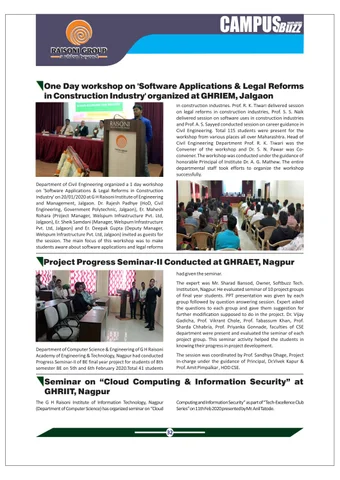 RAISONI GROUP
a vision beyond
CAMPUS BUZZ
One Day workshop on 'Software Applications & Legal Reforms
in Construction Industry' organized at GHRIEM, Jalgaon
Department of Civil Engineering organized a 1 day workshop
on 'Software Applications & Legal Reforms in Construction
Industry' on 20/01/2020 at G H Raisoni Institute of Engineering
and Management, Jalgaon. Dr. Rajesh Padhye (HoD, Civil
Engineering, Government Polytechnic, Jalgaon), Er. Mahesh
Rohara (Project Manager, Welspum Infrastructure Pvt. Ltd,
Jalgaon), Er. Sheik Samdani (Manager, Welspum Infrastructure
Pvt. Ltd, Jalgaon) and Er. Deepak Gupta (Deputy Manager,
Welspum Infrastructure Pvt. Ltd, Jalgaon) invited as guests for
the session. The main focus of this workshop was to make
students aware about software applications and legal reforms
in construction industries. Prof. R. K. Tiwari delivered session
on legal reforms in construction industries, Prof. S. S. Naik
delivered session on software uses in construction industries
and Prof. A. S. Sayyed conducted session on career guidance in
Civil Engineering. Total 115 students were present for the
workshop from various places all over Maharashtra. Head of
Civil Engineering Department Prof. R. K. Tiwari was the
Convener of the workshop and Dr. S. N. Pawar was Co-
convener. The workshop was conducted under the guidance of
honorable Principal of Institute Dr. A. G. Mathew. The entire
departmental staff took efforts to organize the workshop
successfully.
Project Progress Seminar-II Conducted at GHRAET, Nagpur
Department of Computer Science & Engineering of G H Raisoni
Academy of Engineering & Technology, Nagpur had conducted
Progress Seminar-II of BE final year project for students of 8th
semester BE on 5th and 6th February 2020.Total 41 students
had given the seminar.
The expert was Mr. Sharad Bansod, Owner, Softbuzz Tech.
Institution, Nagpur. He evaluated seminar of 10 project groups
of final year students. PPT presentation was given by each
group followed by question answering session. Expert asked
the questions to each group and gave them suggestion for
further modification supposed to do in the project. Dr. Vijay
Gadicha, Prof. Vikrant Chole, Prof. Tabassum Khan, Prof.
Sharda Chhabria, Prof. Priyanka Gonnade, faculties of CSE
department were present and evaluated the seminar of each
project group. This seminar activity helped the students in
knowing their progress in project development.
The session was coordinated by Prof. Sandhya Dhage, Project
in-charge under the guidance of Principal, Dr.Vivek Kapur &
Prof. Amit Pimpalkar , HOD CSE.
Seminar on “Cloud Computing & Information Security” at
GHRIIT, Nagpur
The G H Raisoni Institute of Information Technology, Nagpur
(Department of Computer Science) has organized seminar on "Cloud
Computing and Information Security" as part of "Tech-Excellence Club
Series" on 11th Feb 2020 presented by Mr. Anil Tatode.